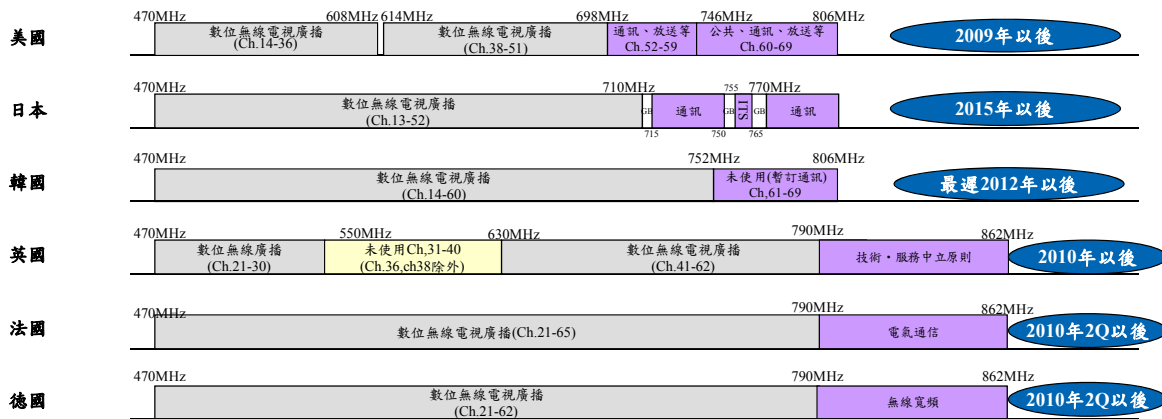 美國
470MHz 608MHz 614MHz 698MHz 746MHz 806MHz
數位無線電視廣播
(Ch.14-36)
數位無線電視廣播
(Ch.38-51)
通訊、放送等
Ch.52-59
公共、通訊、放送等
Ch.60-69
2009年以後
日本
470MHz 710MHz 755 770MHz
數位無線電視廣播
(Ch.13-52)
GB
通訊
GB
ITS
GB
通訊
715 750 765
2015年以後
韓國
470MHz 752MHz 806MHz
數位無線電視廣播
(Ch.14-60)
未使用(暫訂通訊)
Ch,61-69
最遲2012年以後
英國
470MHz 550MHz 630MHz 790MHz 862MHz
數位無線廣播
(Ch.21-30)
未使用Ch,31-40
(Ch.36,ch38除外)
數位無線電視廣播
(Ch.41-62)
技術・服務中立原則
2010年以後
法國
470MHz 790MHz 862MHz
數位無線電視廣播(Ch.21-65)
電氣通信
2010年2Q以後
德國
470MHz 790MHz 862MHz
數位無線電視廣播
(Ch.21-62)
無線寬頻
2010年2Q以後